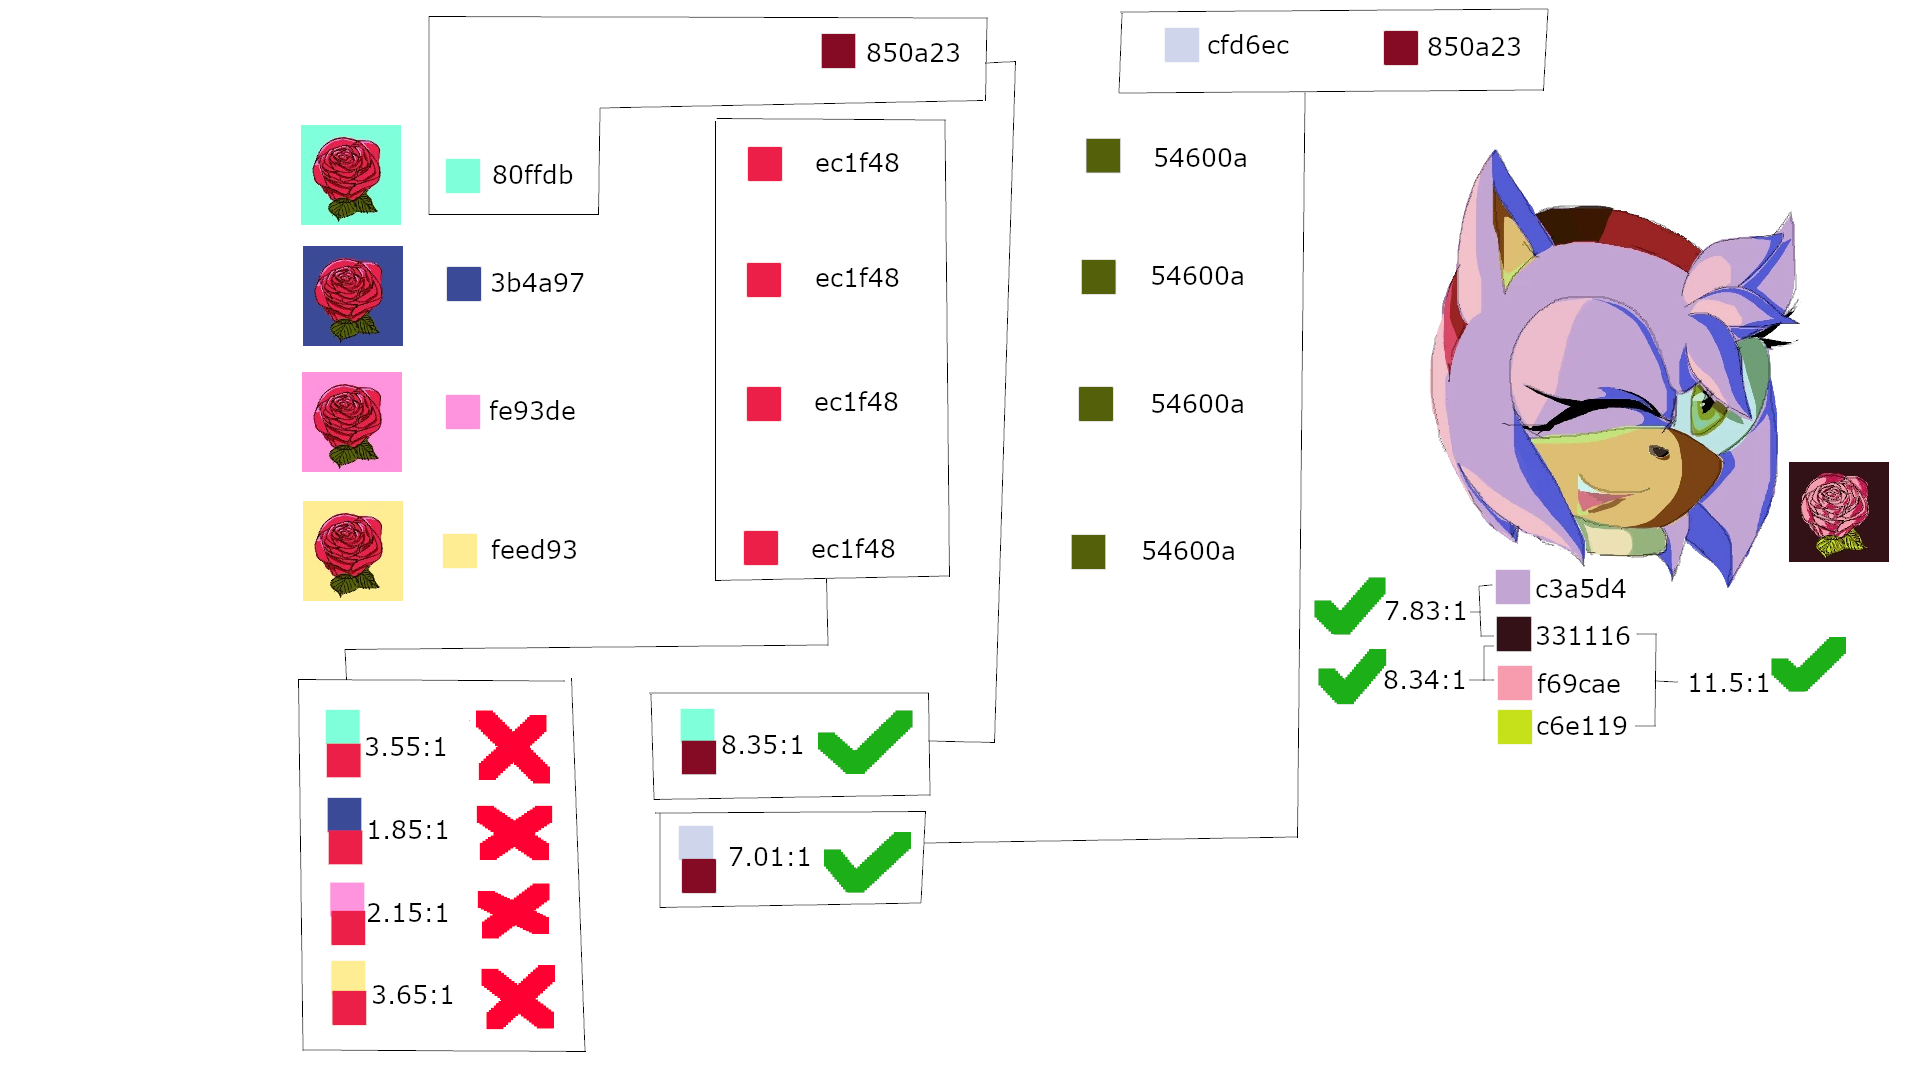 850a23
cfd6ec
850a23
80ffdb
ec1f48
54600a
3b4a97
ec1f48
54600a
fe93de
ec1f48
54600a
feed93
ec1f48
54600a
c3a5d4
7.83:1
331116
8.34:1
f69cae
11.5:1
c6e119
3.55:1
8.35:1
1.85:1
7.01:1
2.15:1
3.65:1